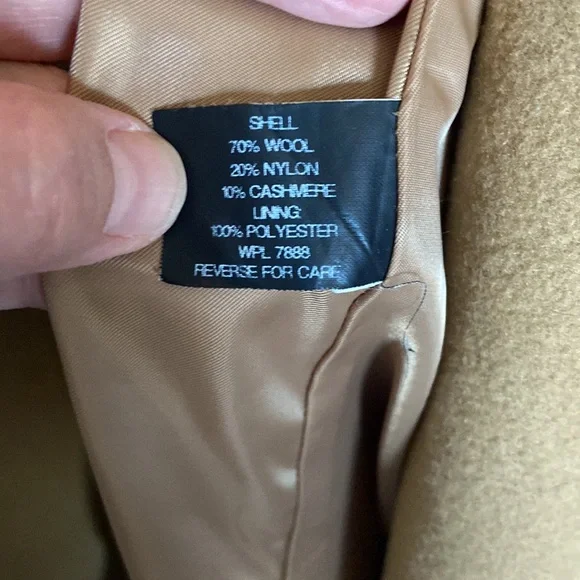 SHELL
70% WOOL
20% NYLON
10% CASHMERE
LINING:
100% POLYESTER
WPL 7888
REVERSE FOR CARE